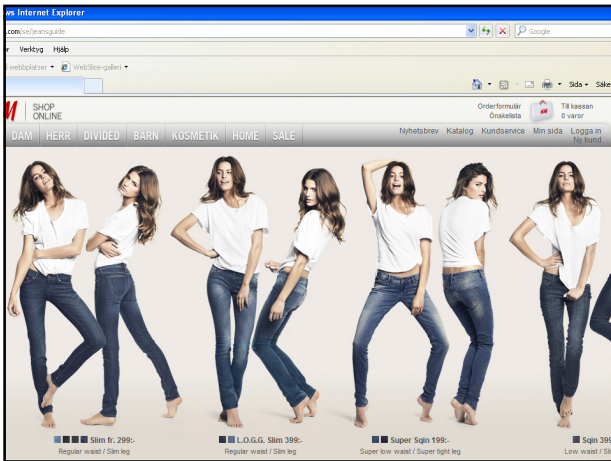 ws Internet Explorer
.com/se/jeansguide
Google
Verktyg Hjälp
webbplatser WebSlice-galleri
Sida Säke
M SHOP ONLINE
Orderformulär
Önskelista
Till kassan
0 varor
DAM HERR DIVIDED BARN KOSMETIK HOME SALE
Nyhetsbrev Katalog Kundservice Min sida Logga in
Ny kund
Slim fr. 299:-
Regular waist / Slim leg
L.O.G.G. Slim 399:-
Regular waist / Slim leg
Super Sqin 199:-
Super low waist / Super tight leg
Sqin 399
Low waist / Sl